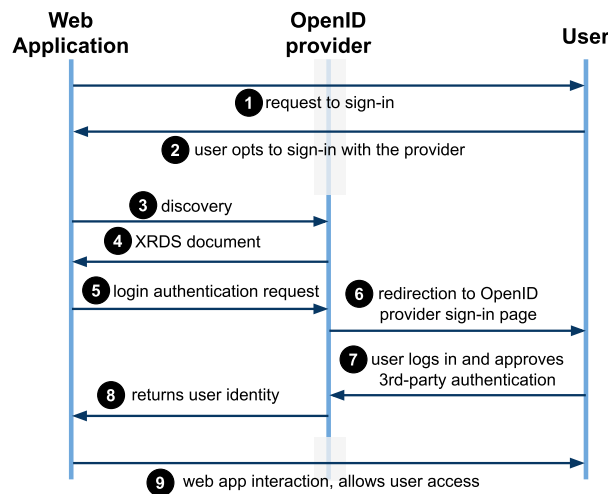 Web
Application
OpenID
provider
User
1 request to sign-in
2 user opts to sign-in with the provider
3 discovery
4 XRDS document
5 login authentication request
6 redirection to OpenID
provider sign-in page
7 user logs in and approves
3rd-party authentication
8 returns user identity
9 web app interaction, allows user access